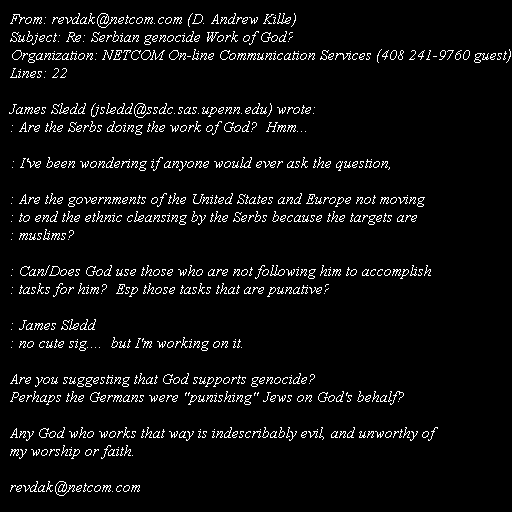 From: revdak@netcom.com (D. Andrew Kille)
Subject: Re: Serbian genocide Work of God?
Organization: NETCOM On-line Communication Services (408 241-9760 guest)
Lines: 22
James Sledd (jsledd@ssdc.sas.upenn.edu) wrote:
: Are the Serbs doing the work of God?  Hmm...
: I've been wondering if anyone would ever ask the question,
: Are the governments of the United States and Europe not moving
: to end the ethnic cleansing by the Serbs because the targets are
: muslims?
: Can/Does God use those who are not following him to accomplish
: tasks for him?  Esp those tasks that are punative?
: James Sledd
: no cute sig....  but I'm working on it.
Are you suggesting that God supports genocide?
Perhaps the Germans were "punishing" Jews on God's behalf?
Any God who works that way is indescribably evil, and unworthy of
my worship or faith.
revdak@netcom.com